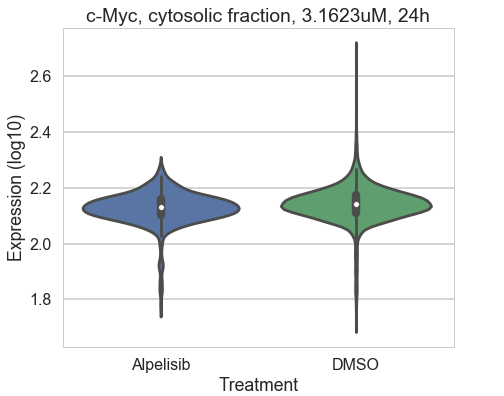 c-Myc, cytosolic fraction, 3.1623uM, 24h
Expression (log10)
2.6
2.4
2.2
2.0
1.8
Alpelisib DMSO
Treatment